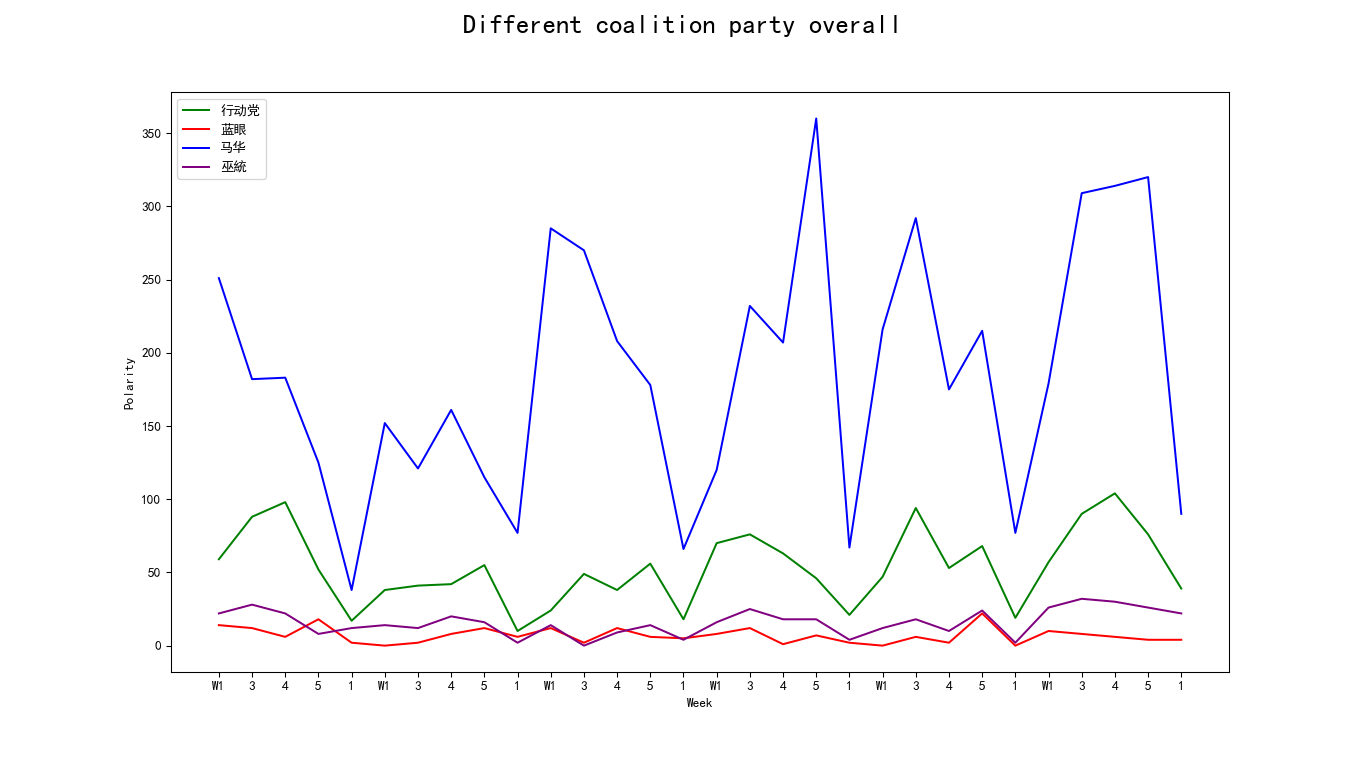 Different coalition party overall
行动党
蓝眼
马华
巫統
350
300
250
200
150
100
50
0
Polarity
W1 3 4 5 1 W1 3 4 5 1 W1 3 4 5 1 W1 3 4 5 1 W1 3 4 5 1 W1 3 4 5 1
Week